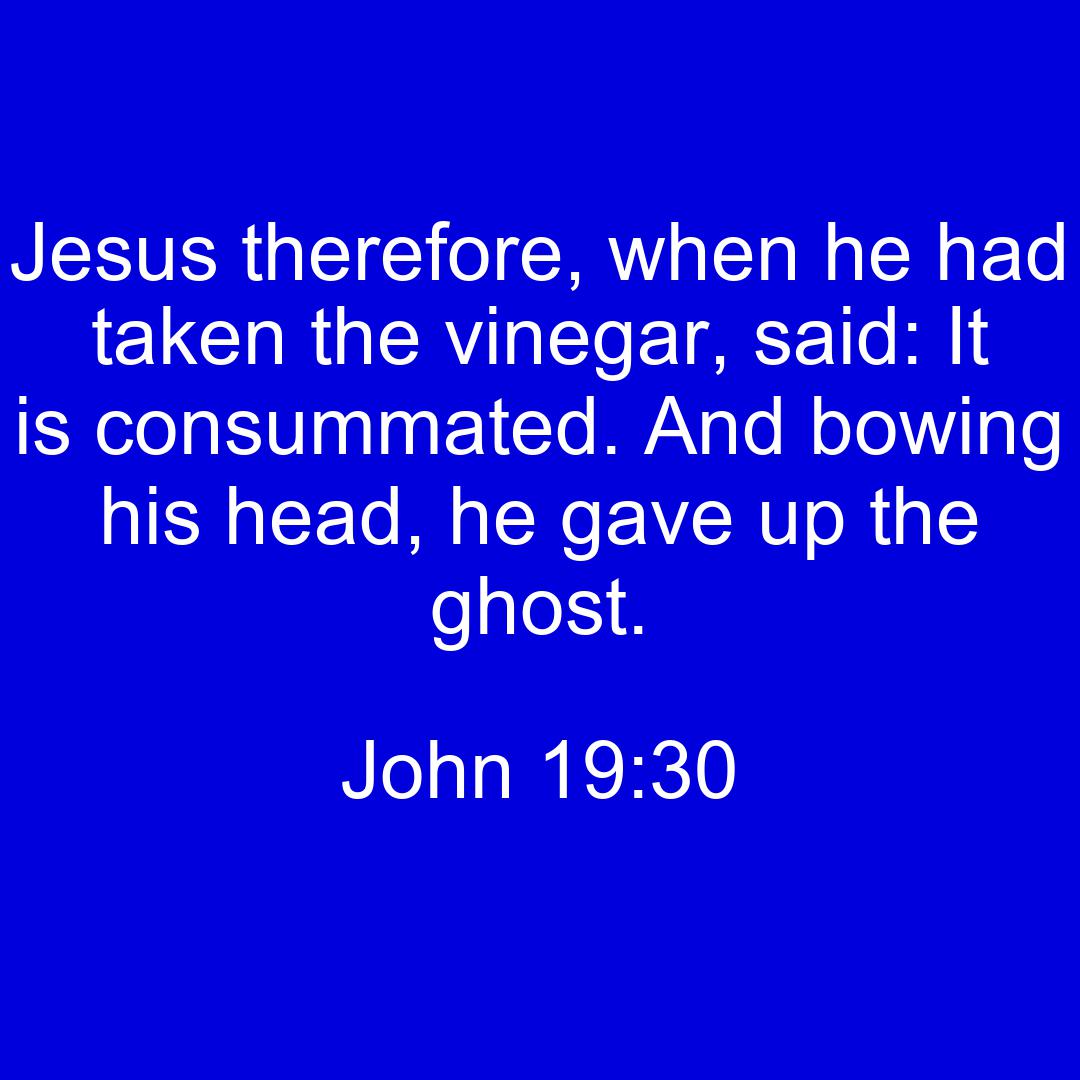 Jesus therefore, when he had
taken the vinegar, said: It
is consummated. And bowing
his head, he gave up the
ghost.
John 19:30